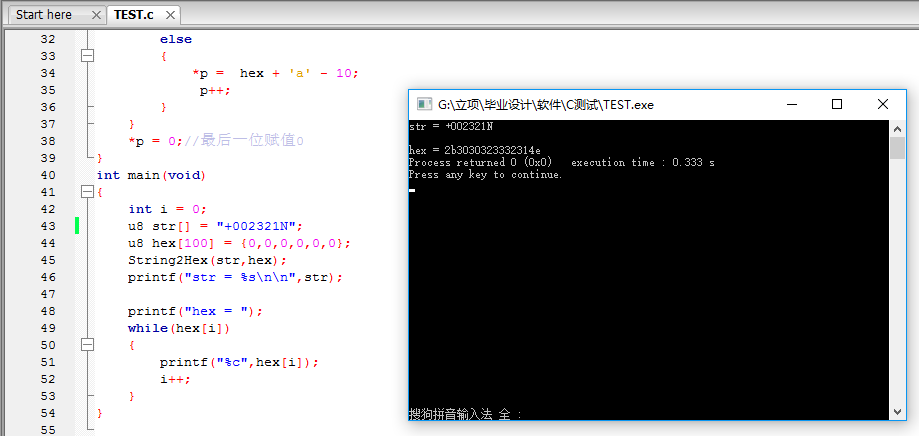 Start here
TEST.c
32 else
33 {
34 *p =  hex + 'a' - 10;
35 p++;
36 }
37 }
38 *p = 0;//最后一位赋值0
39 }
40 int main(void)
41 {
42 int i = 0;
43 u8 str[] = "+002321N";
44 u8 hex[100] = {0,0,0,0,0,0};
45 String2Hex(str,hex);
46 printf("str = %s\n\n",str);
47
48 printf("hex = ");
49 while(hex[i])
50 {
51 printf("%c",hex[i]);
52 i++;
53 }
54 }
55
G:\立项\毕业设计\软件\C测试\TEST.exe
str = +002321N
hex = 2b3030323332314e
Process returned 0 (0x0)   execution time : 0.333 s
Press any key to continue.
搜狗拼音输入法 全 :